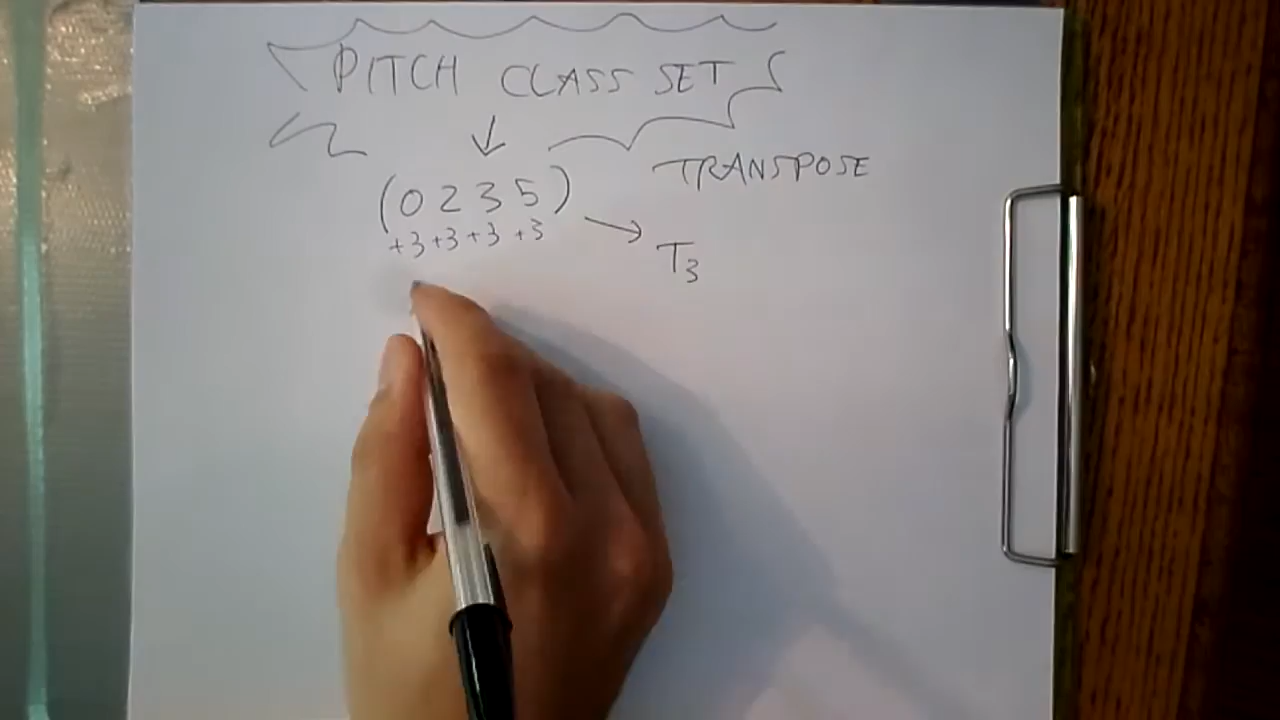 PITCH CLASS SET
TRANSPOSE
(0 2 3 5)
+3 +3 +3 +3
T3